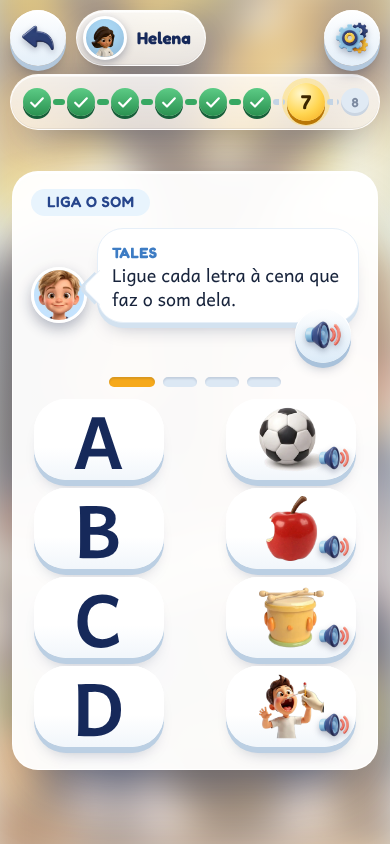 Helena
7
8
LIGA O SOM
TALES
Ligue cada letra à cena que
faz o som dela.
A
B
C
D